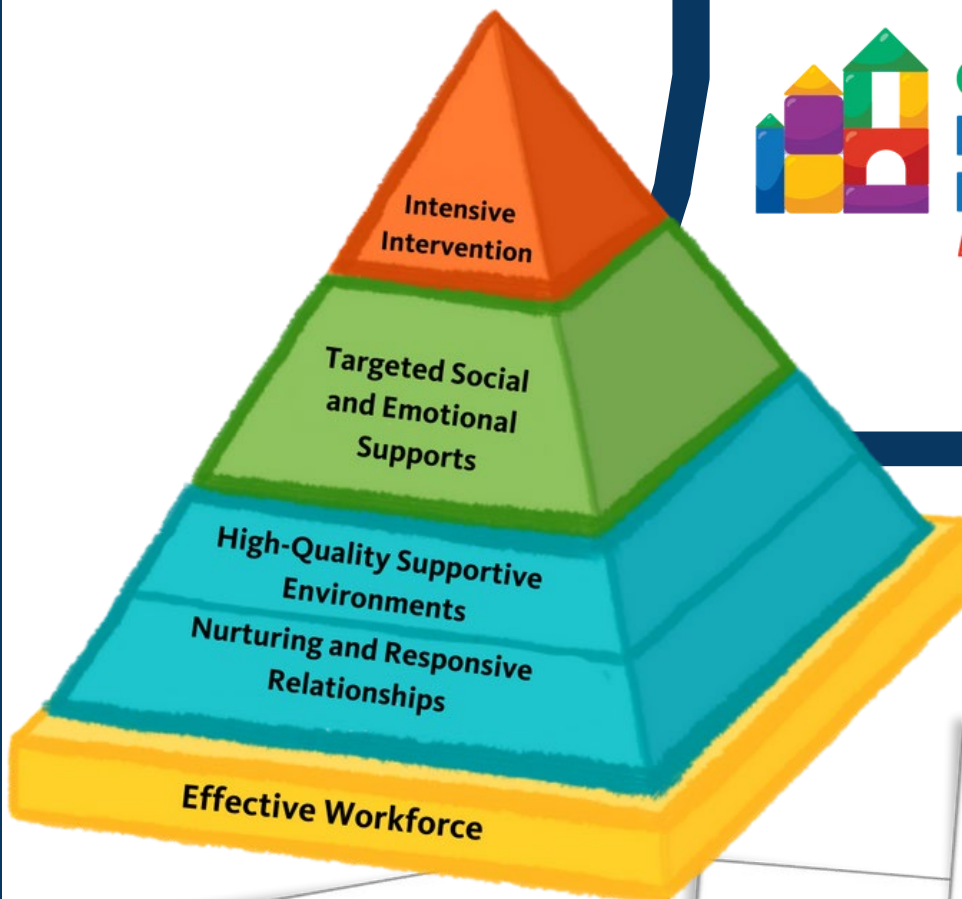 Intensive
Intervention
Targeted Social
and Emotional
Supports
High-Quality Supportive
Environments
Nurturing and Responsive
Relationships
Effective Workforce